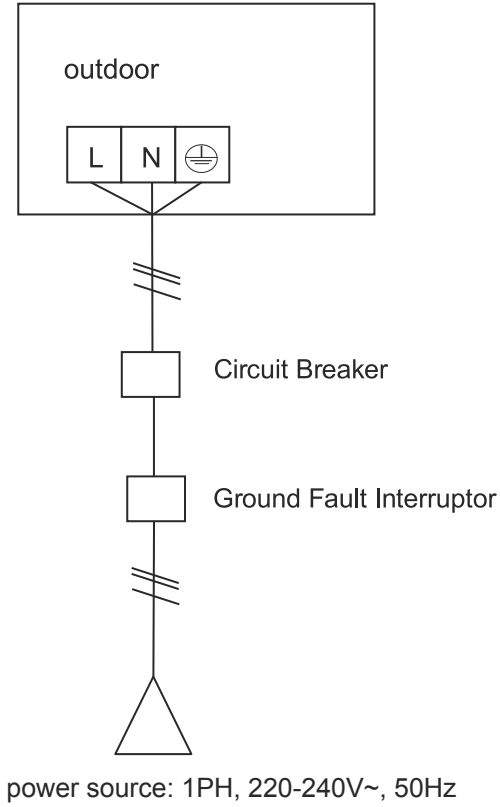 outdoor
L N
Circuit Breaker
Ground Fault Interruptor
power source: 1PH, 220-240V~, 50Hz